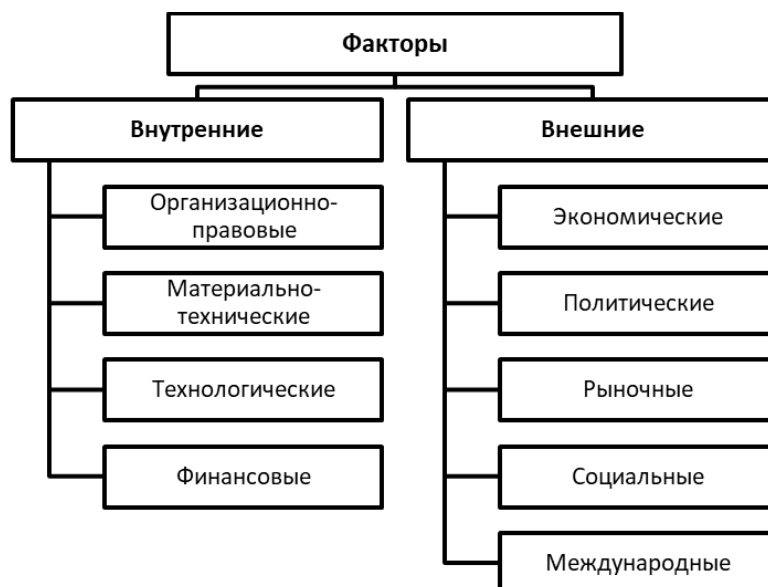 Факторы
Внутренние
Организационно-
правовые
Материально-
технические
Технологические
Финансовые
Внешние
Экономические
Политические
Рыночные
Социальные
Международные